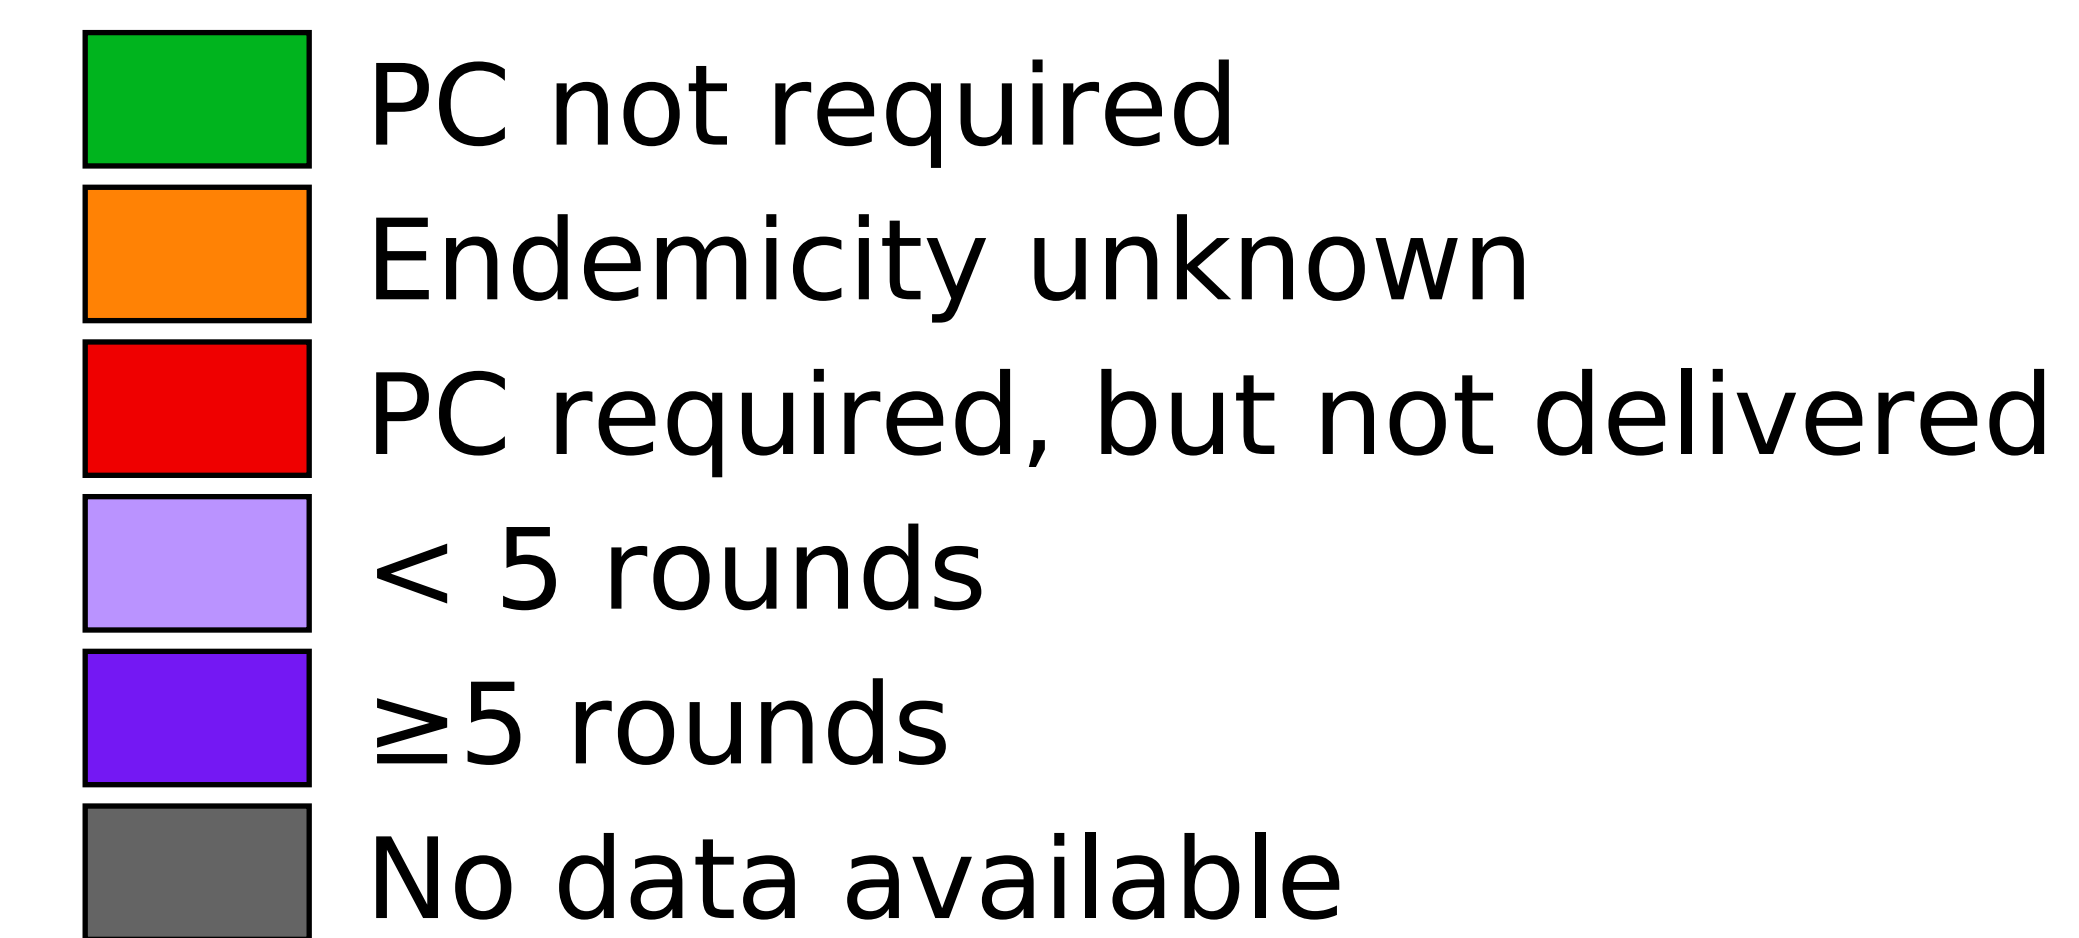 PC not required
Endemicity unknown
PC required, but not delivered
< 5 rounds
≥5 rounds
No data available